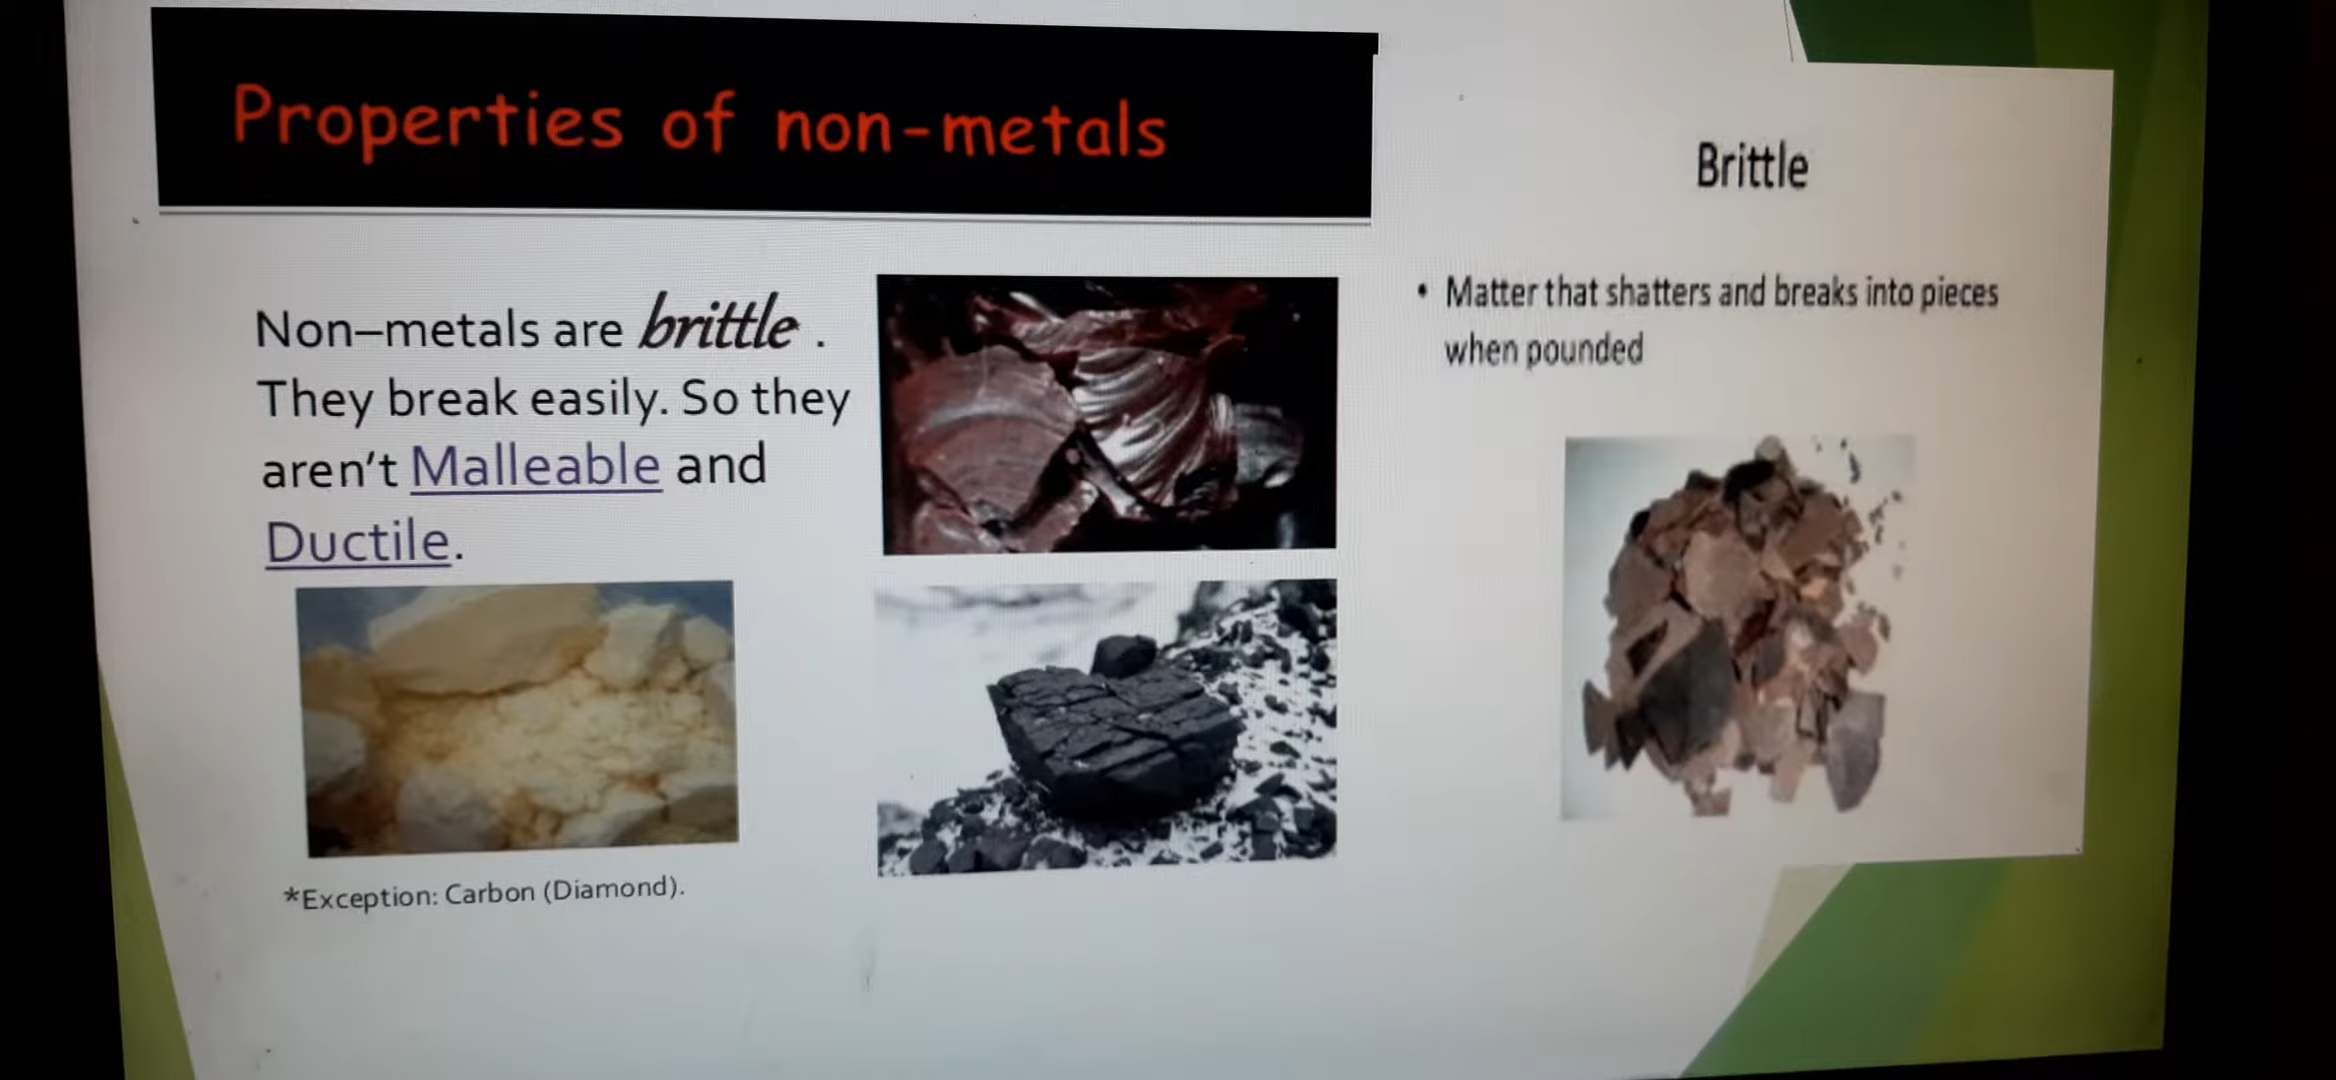 Properties of non-metals
Non–metals are brittle .
They break easily. So they
aren't Malleable and
Ductile.
*Exception: Carbon (Diamond).
Brittle
• Matter that shatters and breaks into pieces
when pounded